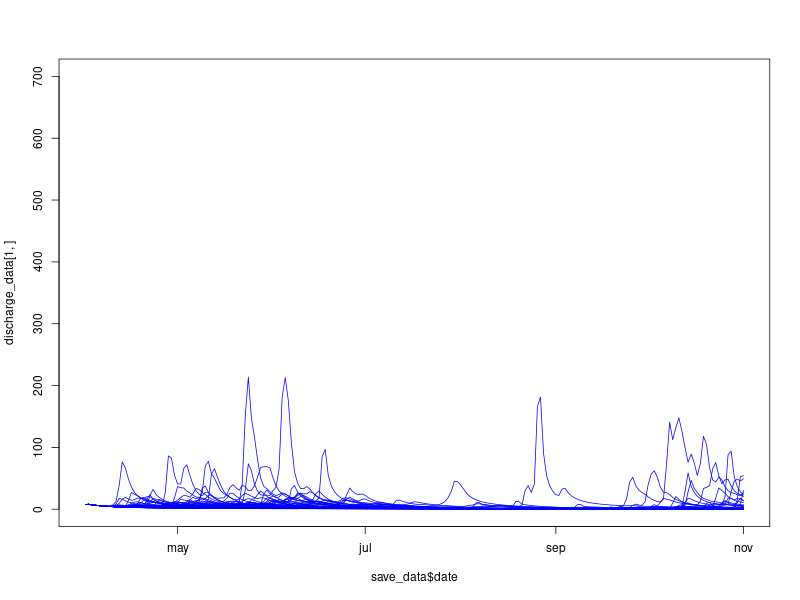 700
600
500
400
300
200
100
0
discharge_data[1, ]
may
jul
sep
nov
save_data$date